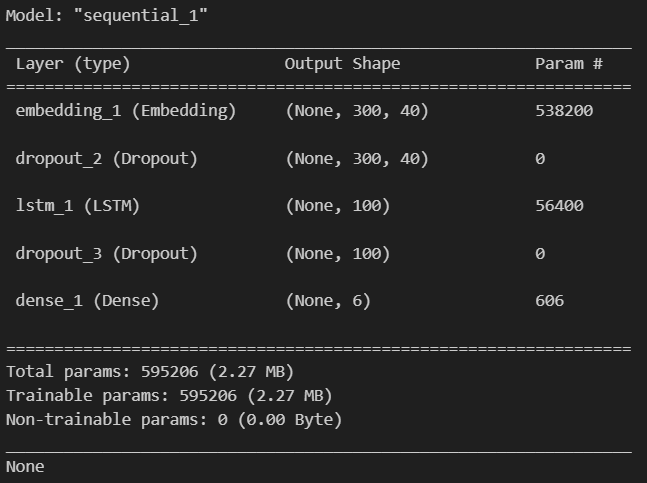 Model: "sequential_1"
_________________________________________________________________
Layer (type) Output Shape Param #
=================================================================
embedding_1 (Embedding) (None, 300, 40) 538200
dropout_2 (Dropout) (None, 300, 40) 0
lstm_1 (LSTM) (None, 100) 56400
dropout_3 (Dropout) (None, 100) 0
dense_1 (Dense) (None, 6) 606
=================================================================
Total params: 595206 (2.27 MB)
Trainable params: 595206 (2.27 MB)
Non-trainable params: 0 (0.00 Byte)
_________________________________________________________________
None